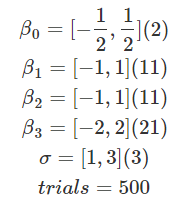 β₀ = [-1/2, 1/2](2)
β₁ = [-1, 1](11)
β₂ = [-1, 1](11)
β₃ = [-2, 2](21)
σ = [1, 3](3)
trials = 500